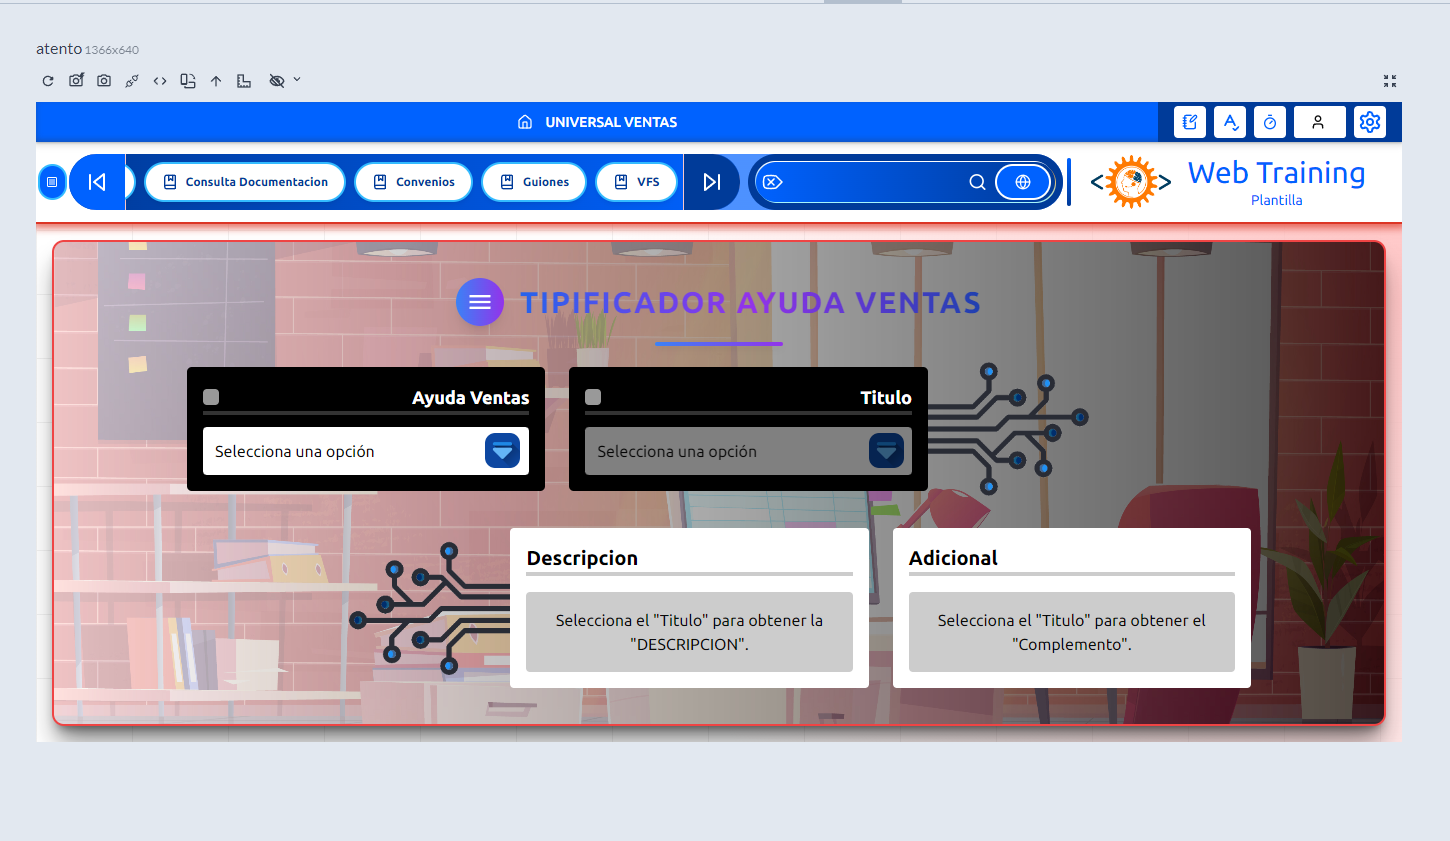 atento 1366x640
UNIVERSAL VENTAS
Consulta Documentacion
Convenios
Guiones
VFS
Web Training
Plantilla
TIPIFICADOR AYUDA VENTAS
Ayuda Ventas
Selecciona una opción
Titulo
Selecciona una opción
Descripcion
Selecciona el "Titulo" para obtener la
"DESCRIPCION".
Adicional
Selecciona el "Titulo" para obtener el
"Complemento".